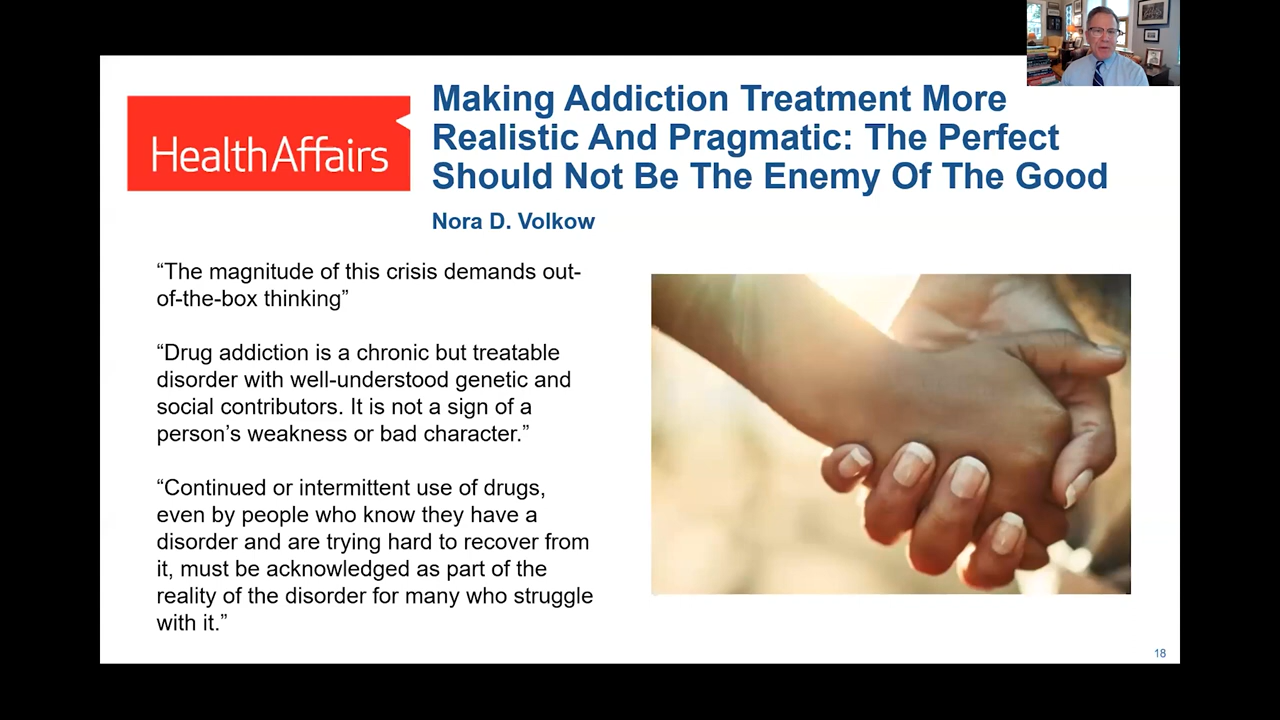 HealthAffairs
Making Addiction Treatment More
Realistic And Pragmatic: The Perfect
Should Not Be The Enemy Of The Good
Nora D. Volkow
“The magnitude of this crisis demands out-
of-the-box thinking”
“Drug addiction is a chronic but treatable
disorder with well-understood genetic and
social contributors. It is not a sign of a
person’s weakness or bad character.”
“Continued or intermittent use of drugs,
even by people who know they have a
disorder and are trying hard to recover from
it, must be acknowledged as part of the
reality of the disorder for many who struggle
with it.”
18